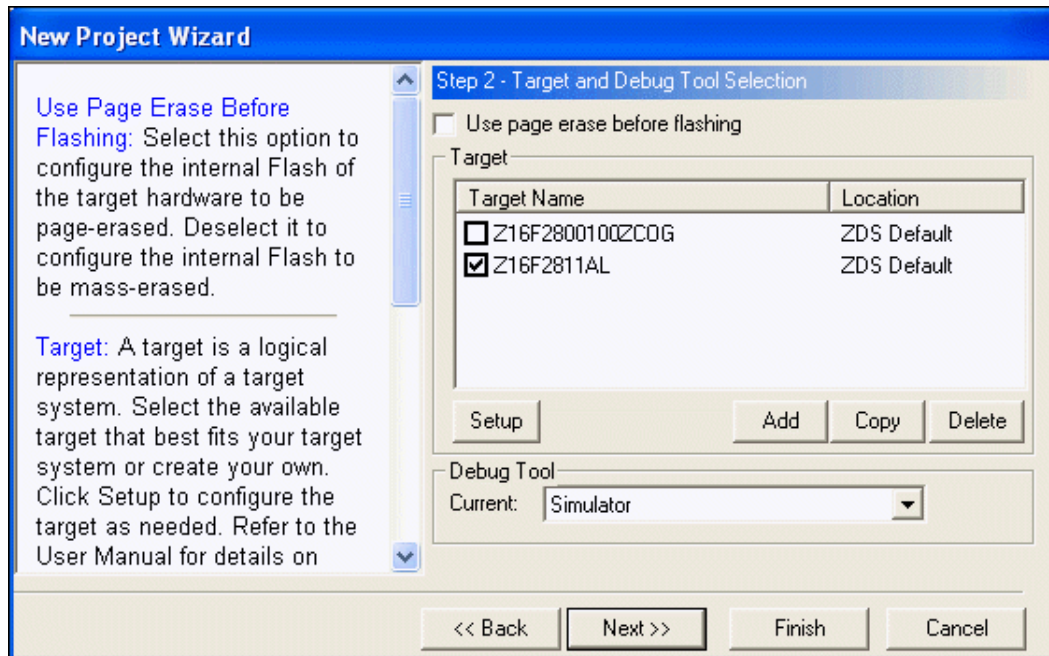 New Project Wizard
Use Page Erase Before
Flashing: Select this option to
configure the internal Flash of
the target hardware to be
page-erased. Deselect it to
configure the internal Flash to
be mass-erased.
Target: A target is a logical
representation of a target
system. Select the available
target that best fits your target
system or create your own.
Click Setup to configure the
target as needed. Refer to the
User Manual for details on
Step 2 - Target and Debug Tool Selection
Use page erase before flashing
Target
Target Name Location
Z16F2800100ZCOG ZDS Default
Z16F2811AL ZDS Default
Setup Add Copy Delete
Debug Tool
Current: Simulator
<< Back Next >> Finish Cancel